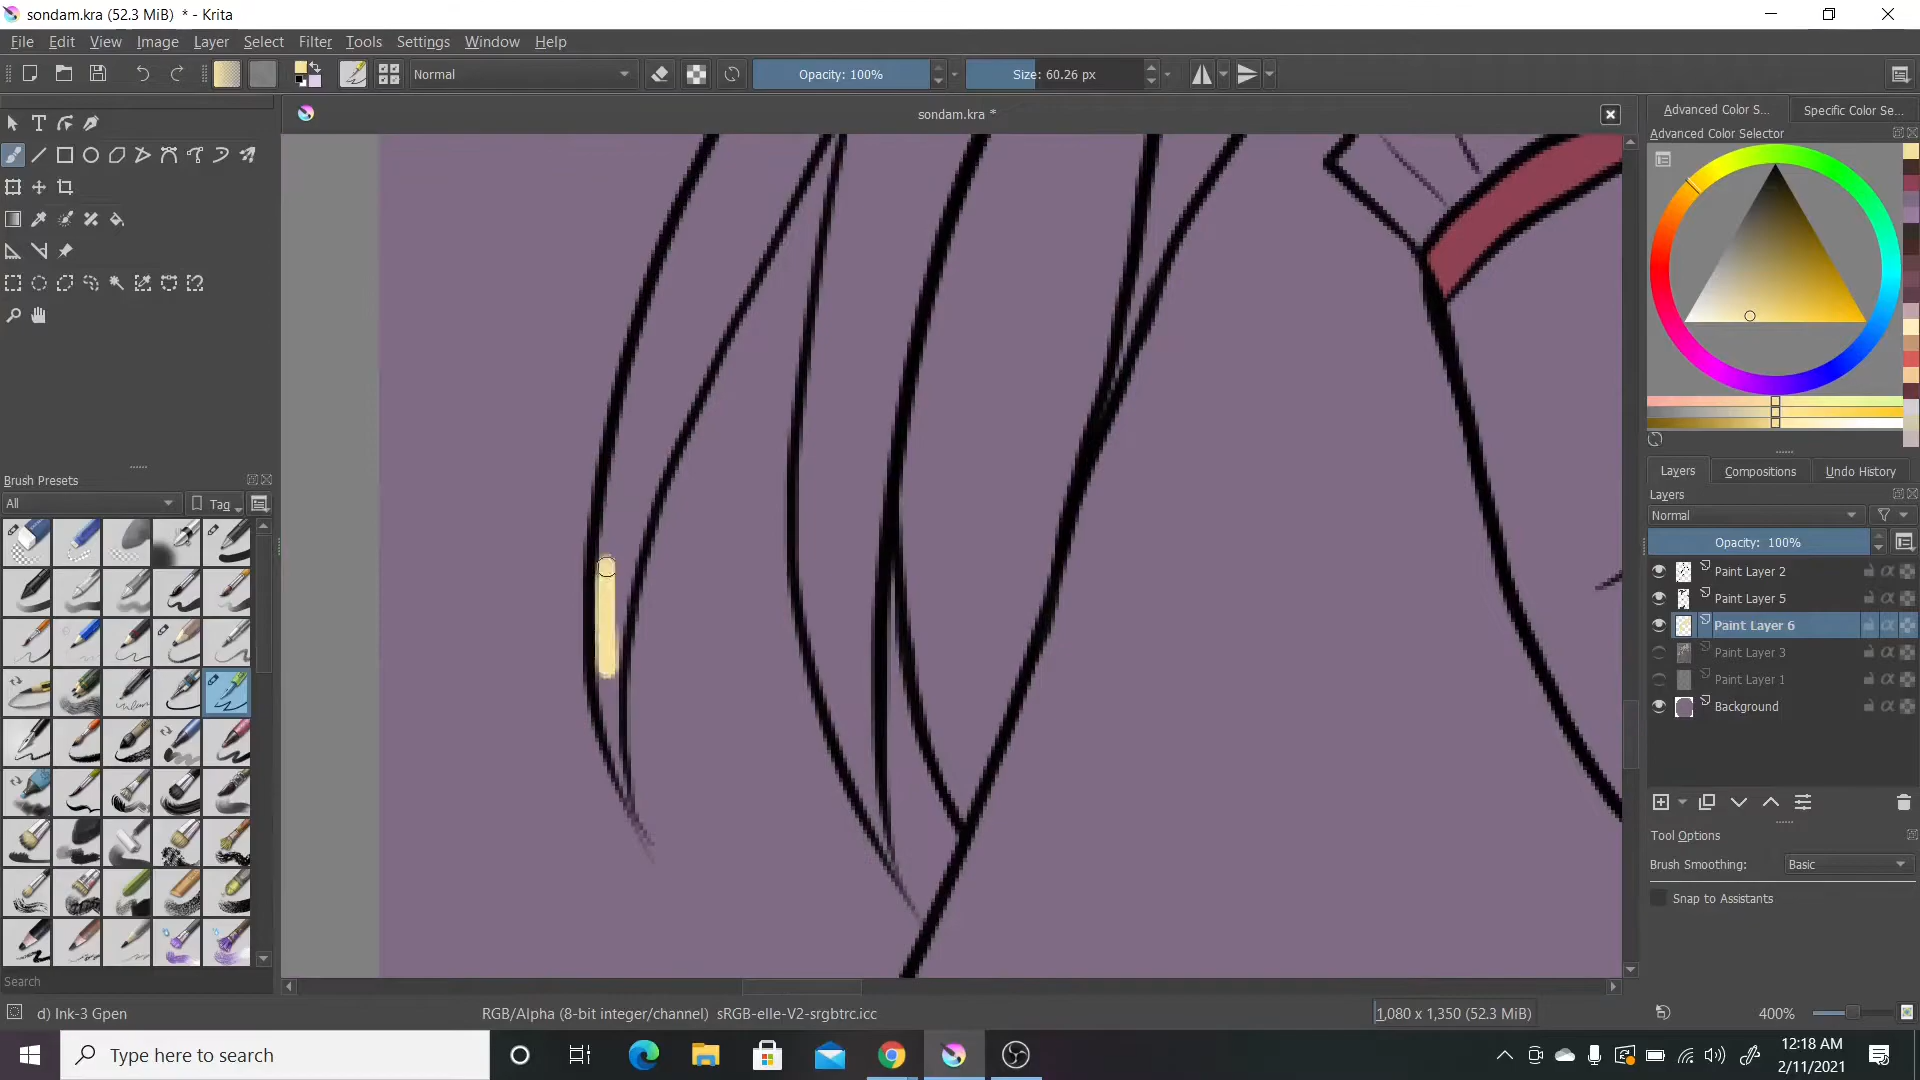 sondam.kra (52.3 MiB)  * - Krita
File Edit View Image Layer Select Filter Tools Settings Window Help
Normal Opacity: 100% Size: 60.26 px
sondam.kra *
Advanced Color S... Specific Color Se...
Advanced Color Selector
Brush Presets
All Tag
Search
Layers Compositions Undo History
Layers
Normal
Opacity:  100%
Paint Layer 2
Paint Layer 5
Paint Layer 6
Paint Layer 3
Paint Layer 1
Background
Tool Options
Brush Smoothing: Basic
Snap to Assistants
d) Ink-3 Gpen RGB/Alpha (8-bit integer/channel)  sRGB-elle-V2-srgbtrc.icc 1,080 x 1,350 (52.3 MiB) 400%
Type here to search
12:18 AM
2/11/2021